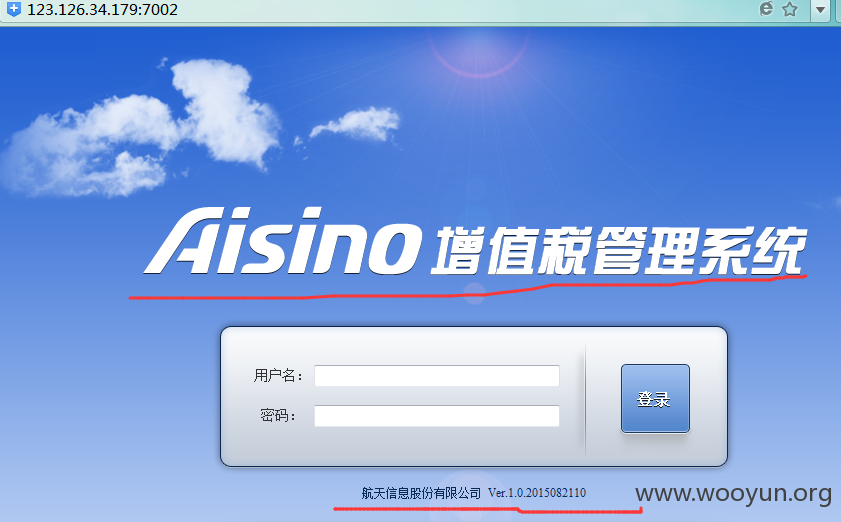 123.126.34.179:7002
Aisino 增值税管理系统
用户名：
密码：
登录
航天信息股份有限公司 Ver.1.0.2015082110
www.wooyun.org